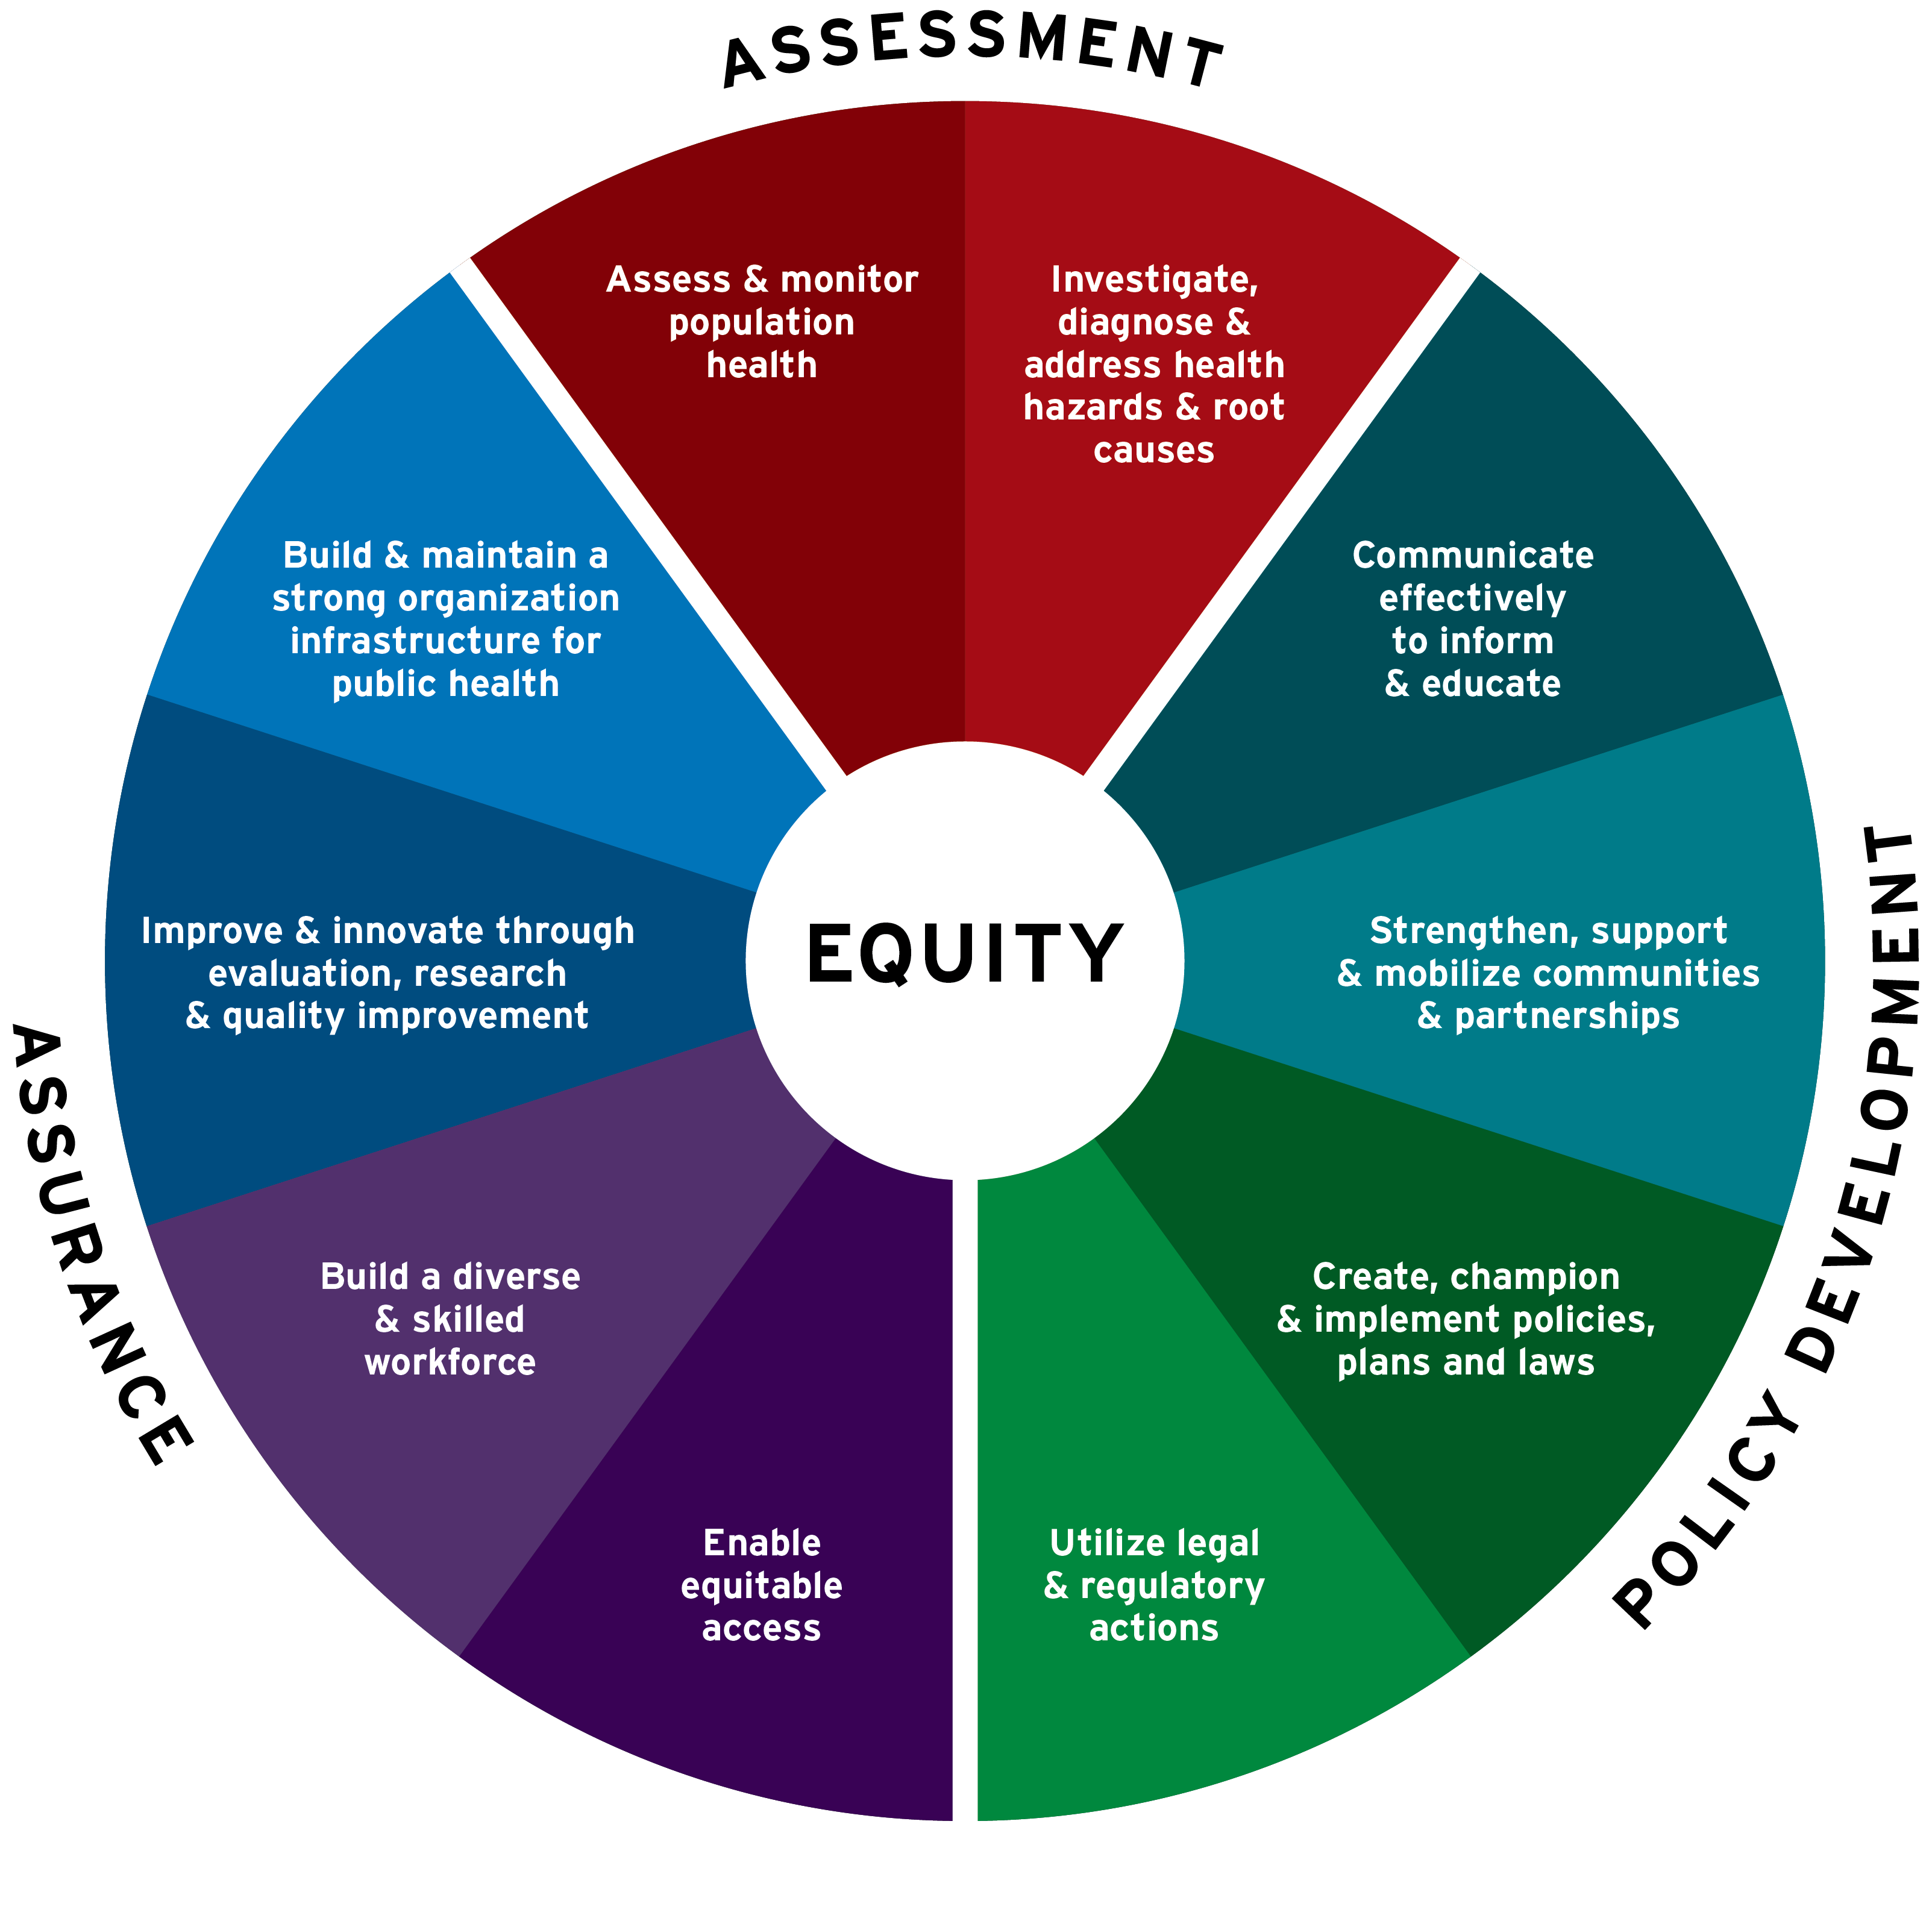 ASSESSMENT
Assess & monitor
population
health
Investigate,
diagnose &
address health
hazards & root
causes
Communicate
effectively
to inform
& educate
Strengthen, support
& mobilize communities
& partnerships
Create, champion
& implement policies,
plans and laws
Utilize legal
& regulatory
actions
POLICY DEVELOPMENT
Enable
equitable
access
Build a diverse
& skilled
workforce
Improve & innovate through
evaluation, research
& quality improvement
Build & maintain a
strong organization
infrastructure for
public health
ASSURANCE
EQUITY